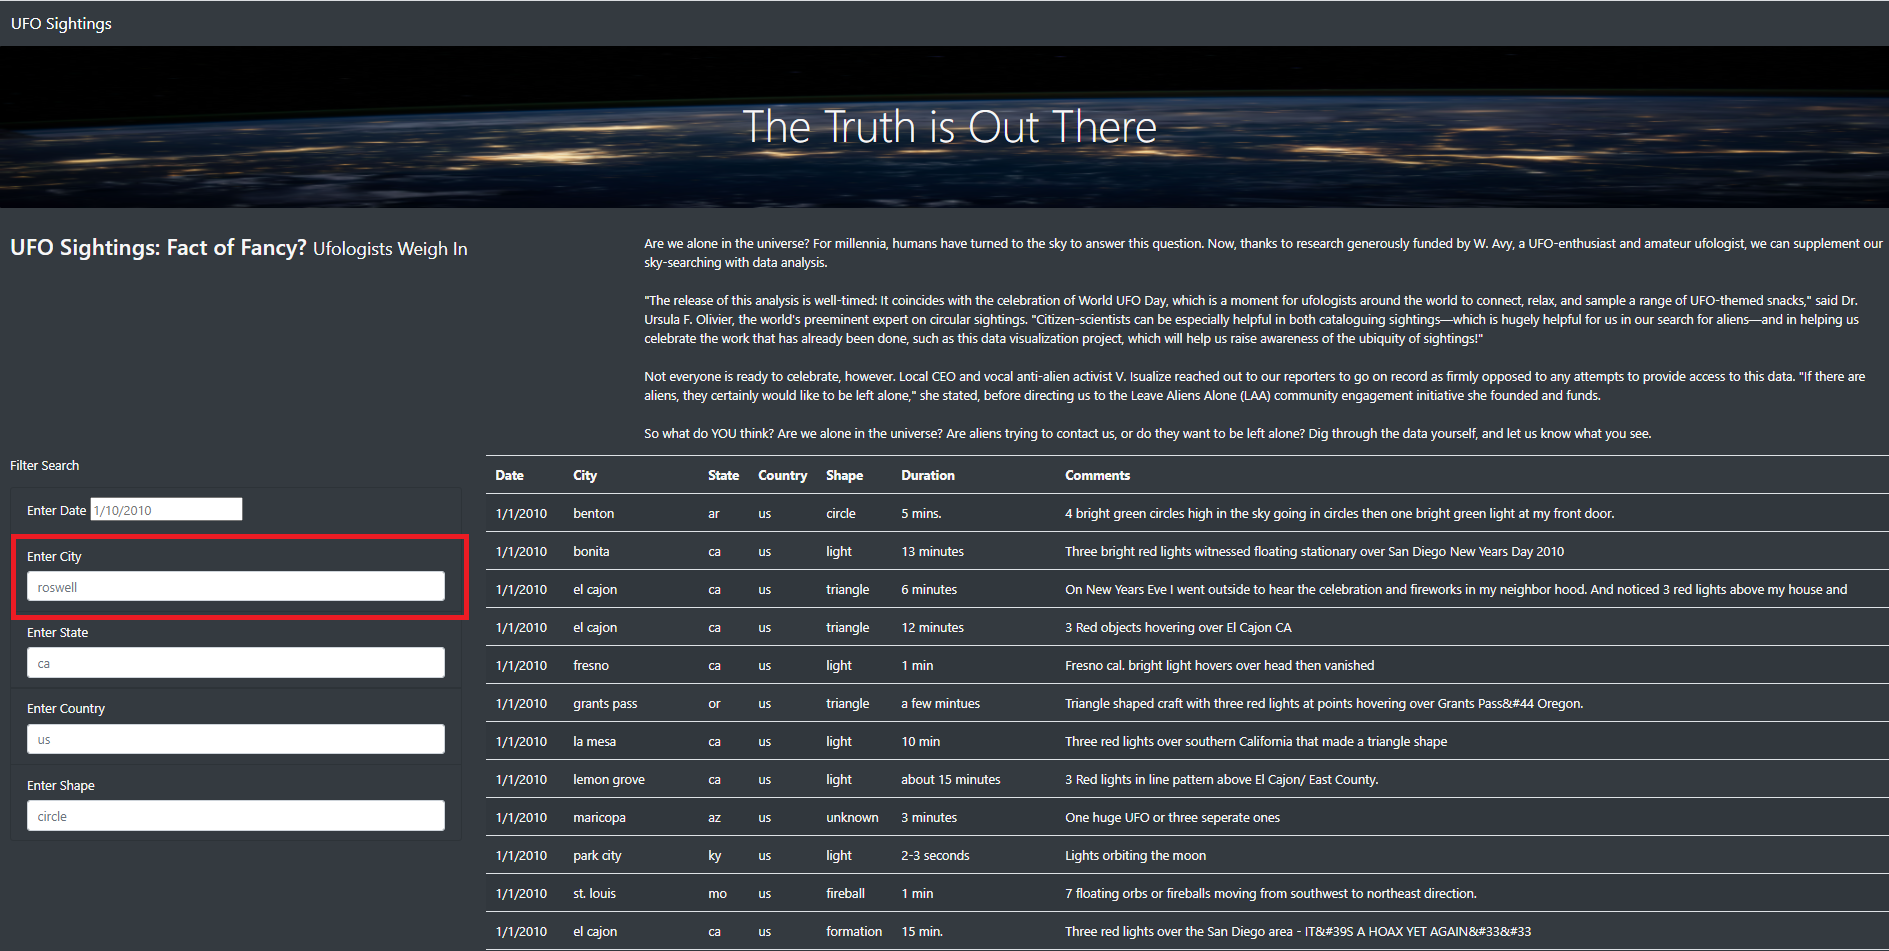 UFO Sightings
The Truth is Out There
UFO Sightings: Fact of Fancy? Ufologists Weigh In
Are we alone in the universe? For millennia, humans have turned to the sky to answer this question. Now, thanks to research generously funded by W. Avy, a UFO-enthusiast and amateur ufologist, we can supplement our
sky-searching with data analysis.
"The release of this analysis is well-timed: It coincides with the celebration of World UFO Day, which is a moment for ufologists around the world to connect, relax, and sample a range of UFO-themed snacks," said Dr.
Ursula F. Olivier, the world's preeminent expert on circular sightings. "Citizen-scientists can be especially helpful in both cataloguing sightings—which is hugely helpful for us in our search for aliens—and in helping us
celebrate the work that has already been done, such as this data visualization project, which will help us raise awareness of the ubiquity of sightings!"
Not everyone is ready to celebrate, however. Local CEO and vocal anti-alien activist V. Isualize reached out to our reporters to go on record as firmly opposed to any attempts to provide access to this data. "If there are
aliens, they certainly would like to be left alone," she stated, before directing us to the Leave Aliens Alone (LAA) community engagement initiative she founded and funds.
So what do YOU think? Are we alone in the universe? Are aliens trying to contact us, or do they want to be left alone? Dig through the data yourself, and let us know what you see.
Filter Search
Enter Date 1/10/2010
Enter City
roswell
Enter State
ca
Enter Country
us
Enter Shape
circle
Date City State Country Shape Duration Comments
1/1/2010 benton ar us circle 5 mins. 4 bright green circles high in the sky going in circles then one bright green light at my front door.
1/1/2010 bonita ca us light 13 minutes Three bright red lights witnessed floating stationary over San Diego New Years Day 2010
1/1/2010 el cajon ca us triangle 6 minutes On New Years Eve I went outside to hear the celebration and fireworks in my neighbor hood. And noticed 3 red lights above my house and
1/1/2010 el cajon ca us triangle 12 minutes 3 Red objects hovering over El Cajon CA
1/1/2010 fresno ca us light 1 min Fresno cal. bright light hovers over head then vanished
1/1/2010 grants pass or us triangle a few mintues Triangle shaped craft with three red lights at points hovering over Grants Pass&#44 Oregon.
1/1/2010 la mesa ca us light 10 min Three red lights over southern California that made a triangle shape
1/1/2010 lemon grove ca us light about 15 minutes 3 Red lights in line pattern above El Cajon/ East County.
1/1/2010 maricopa az us unknown 3 minutes One huge UFO or three seperate ones
1/1/2010 park city ky us light 2-3 seconds Lights orbiting the moon
1/1/2010 st. louis mo us fireball 1 min 7 floating orbs or fireballs moving from southwest to northeast direction.
1/1/2010 el cajon ca us formation 15 min. Three red lights over the San Diego area - IT&#39S A HOAX YET AGAIN&#33&#33